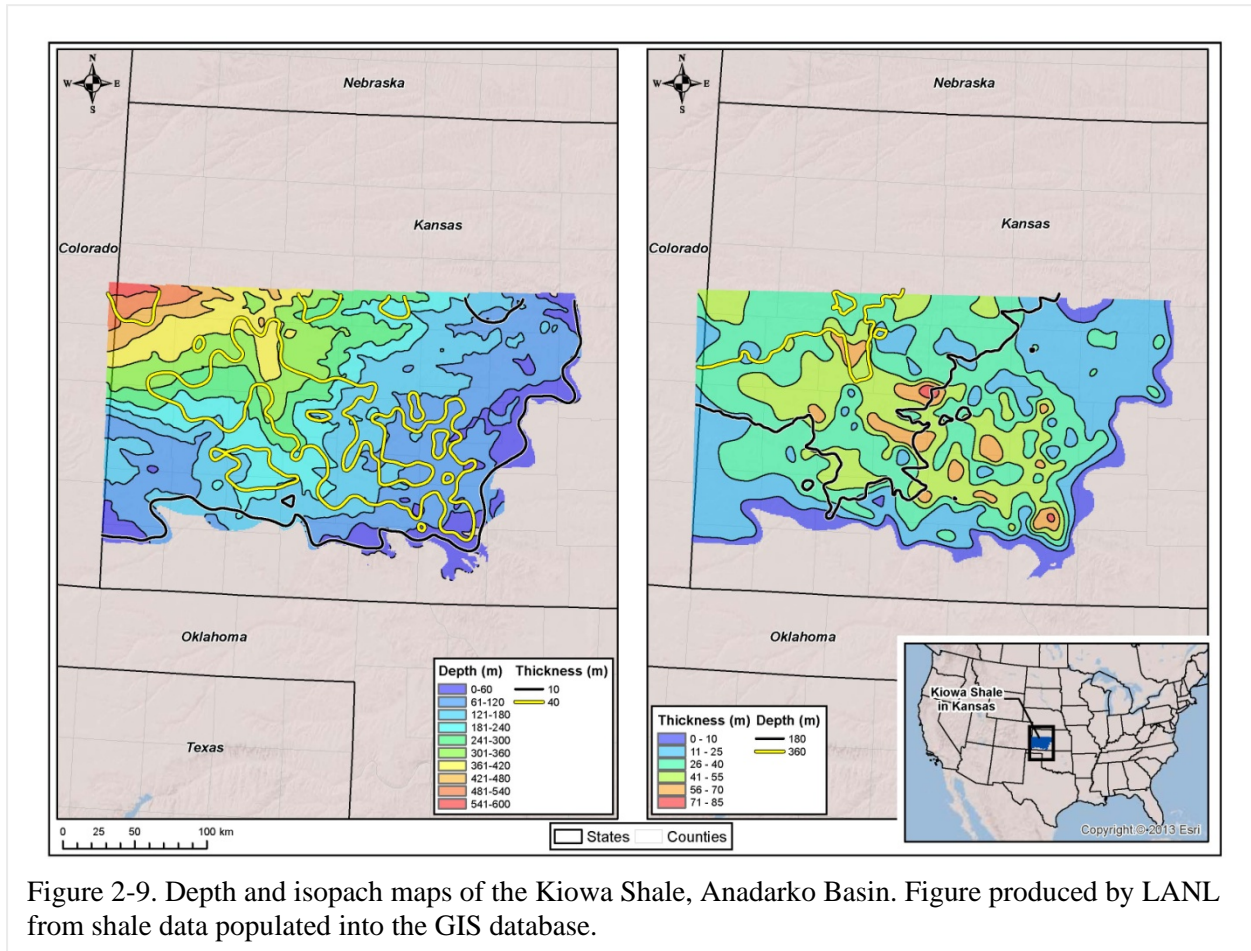 N
W E
S
Nebraska
Kansas
Colorado
Oklahoma
Texas
Depth (m) Thickness (m)
0-60 10
61-120 40
121-180
181-240
241-300
301-360
361-420
421-480
481-540
541-600
0 25 50 100 km
N
W E
S
Nebraska
Kansas
Colorado
Oklahoma
Thickness (m) Depth (m)
0 - 10 180
11 - 25 360
26 - 40
41 - 55
56 - 70
71 - 85
Kiowa Shale
in Kansas
Copyright:© 2013 Esri
States Counties
Figure 2-9. Depth and isopach maps of the Kiowa Shale, Anadarko Basin. Figure produced by LANL
from shale data populated into the GIS database.